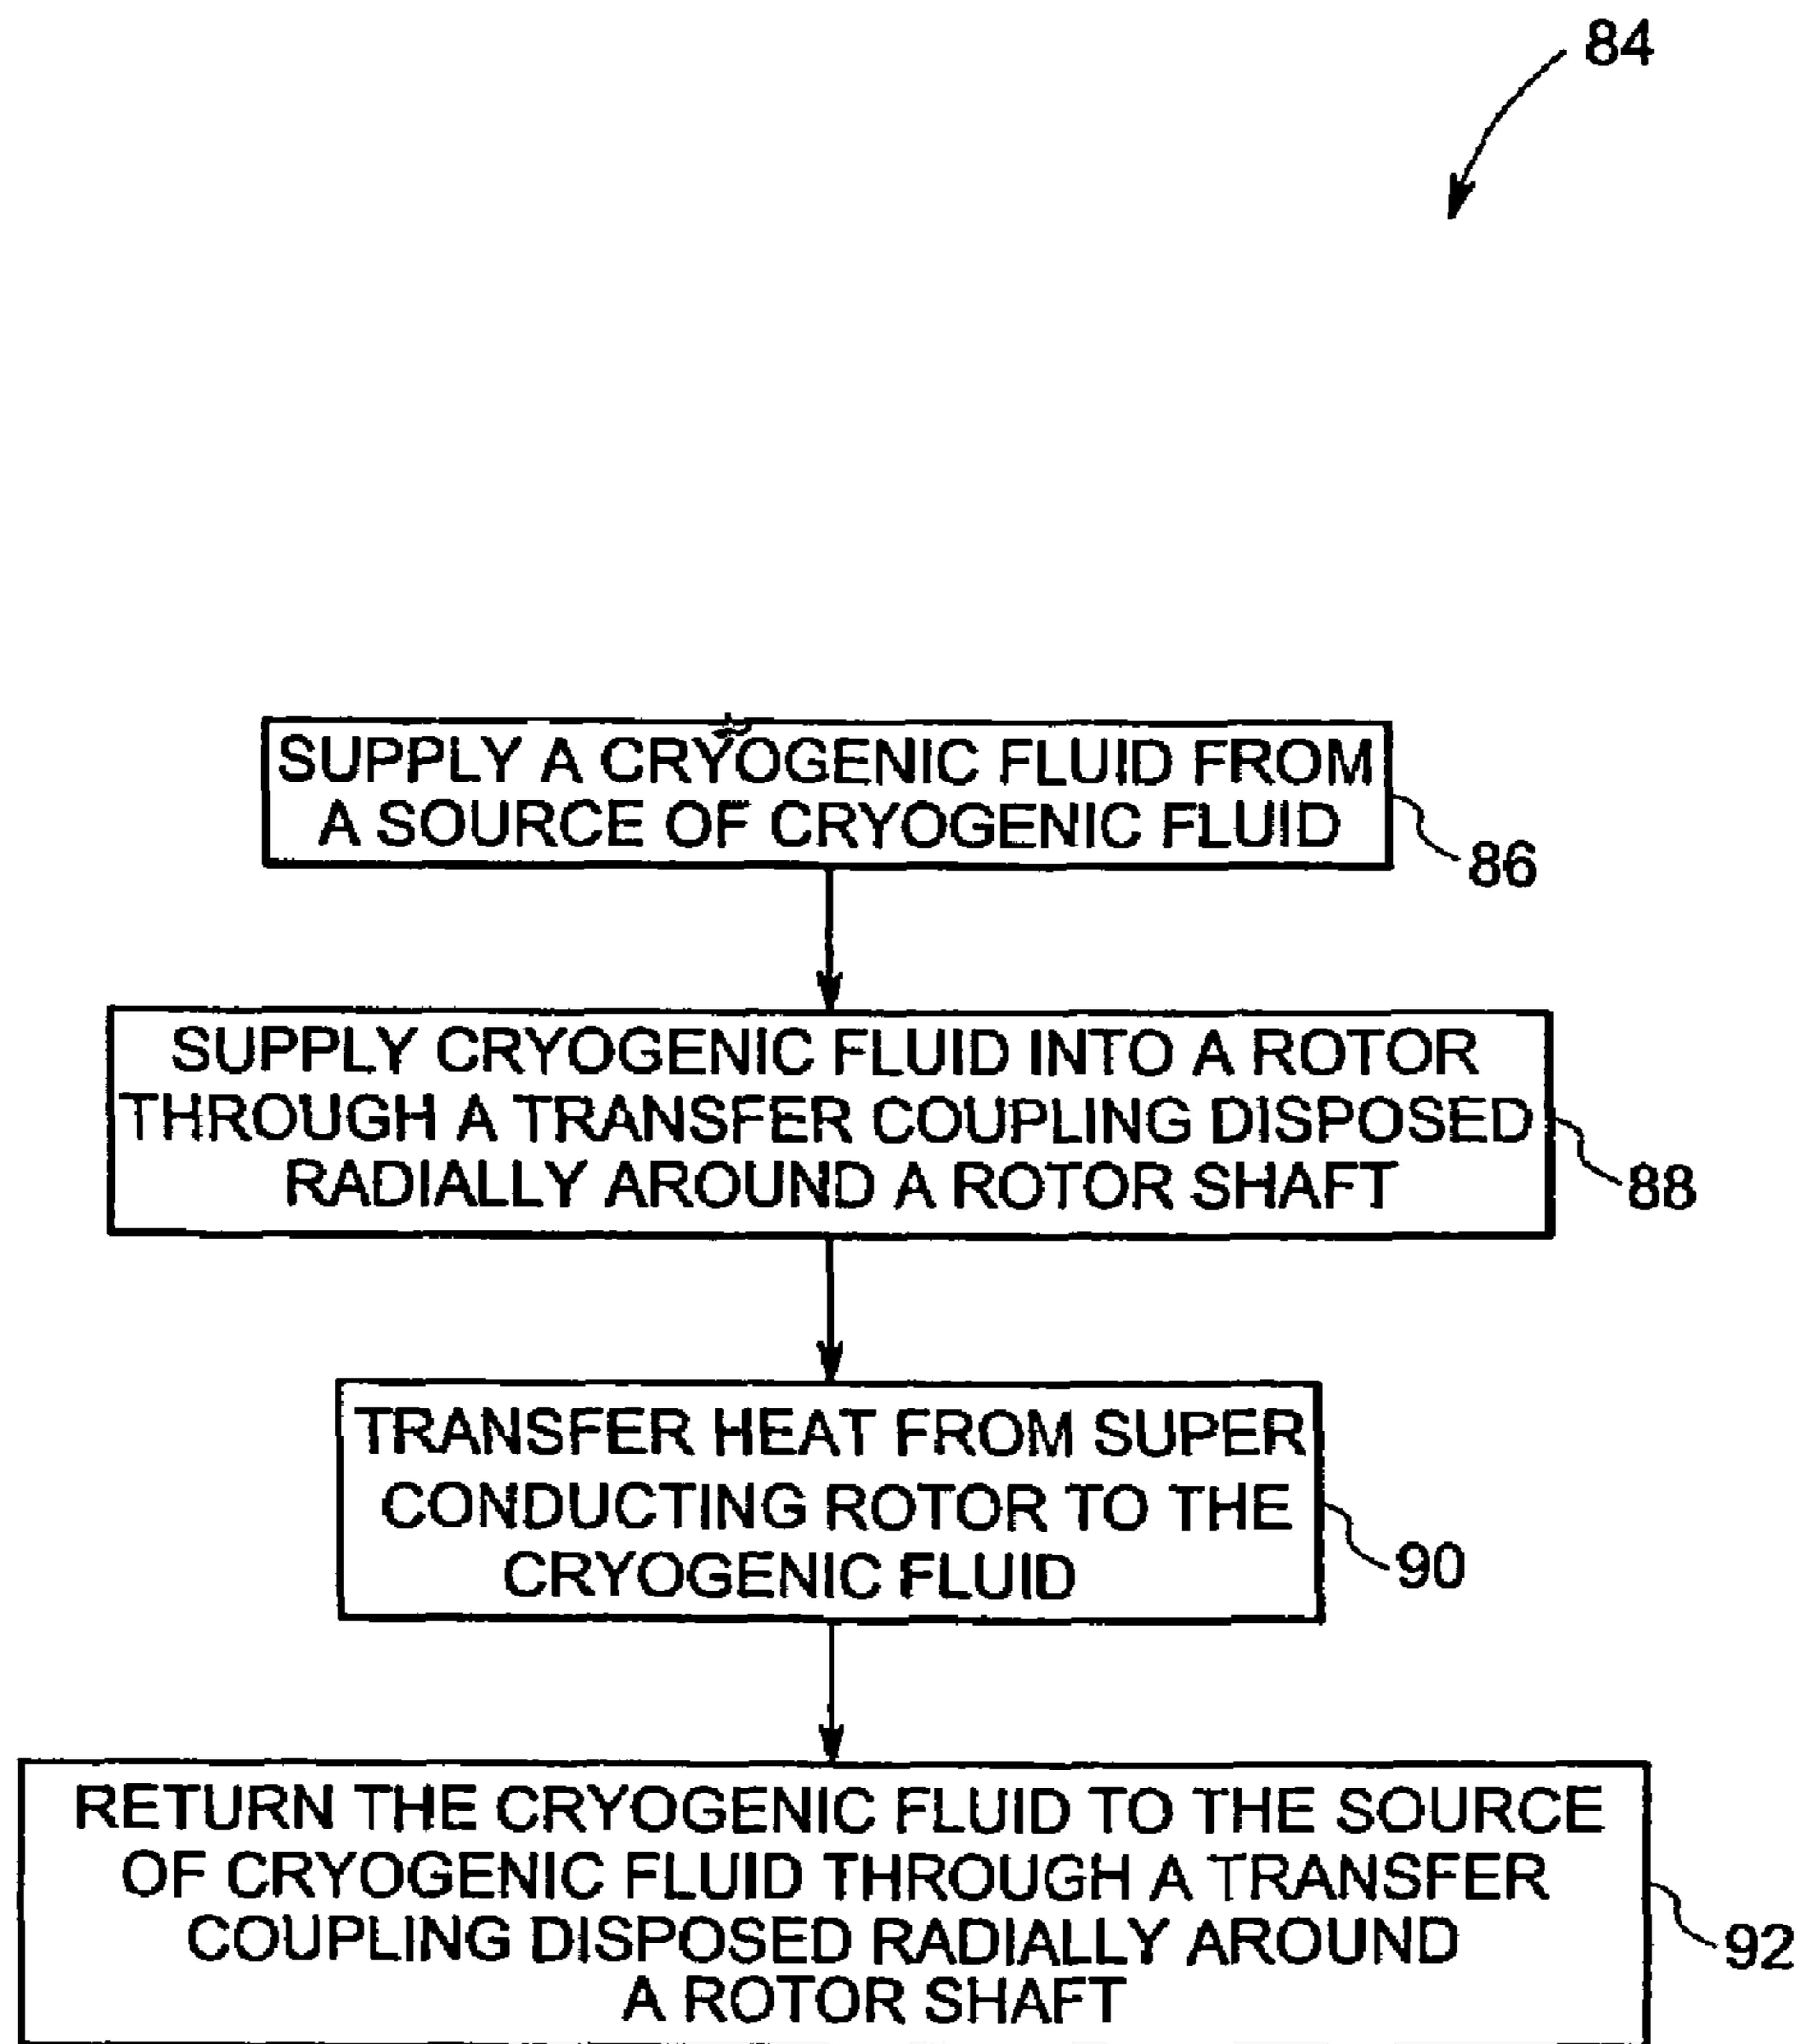 84
SUPPLY A CRYOGENIC FLUID FROM
A SOURCE OF CRYOGENIC FLUID
86
SUPPLY CRYOGENIC FLUID INTO A ROTOR
THROUGH A TRANSFER COUPLING DISPOSED
RADIALLY AROUND A ROTOR SHAFT
88
TRANSFER HEAT FROM SUPER
CONDUCTING ROTOR TO THE
CRYOGENIC FLUID
90
RETURN THE CRYOGENIC FLUID TO THE SOURCE
OF CRYOGENIC FLUID THROUGH A TRANSFER
COUPLING DISPOSED RADIALLY AROUND
A ROTOR SHAFT
92